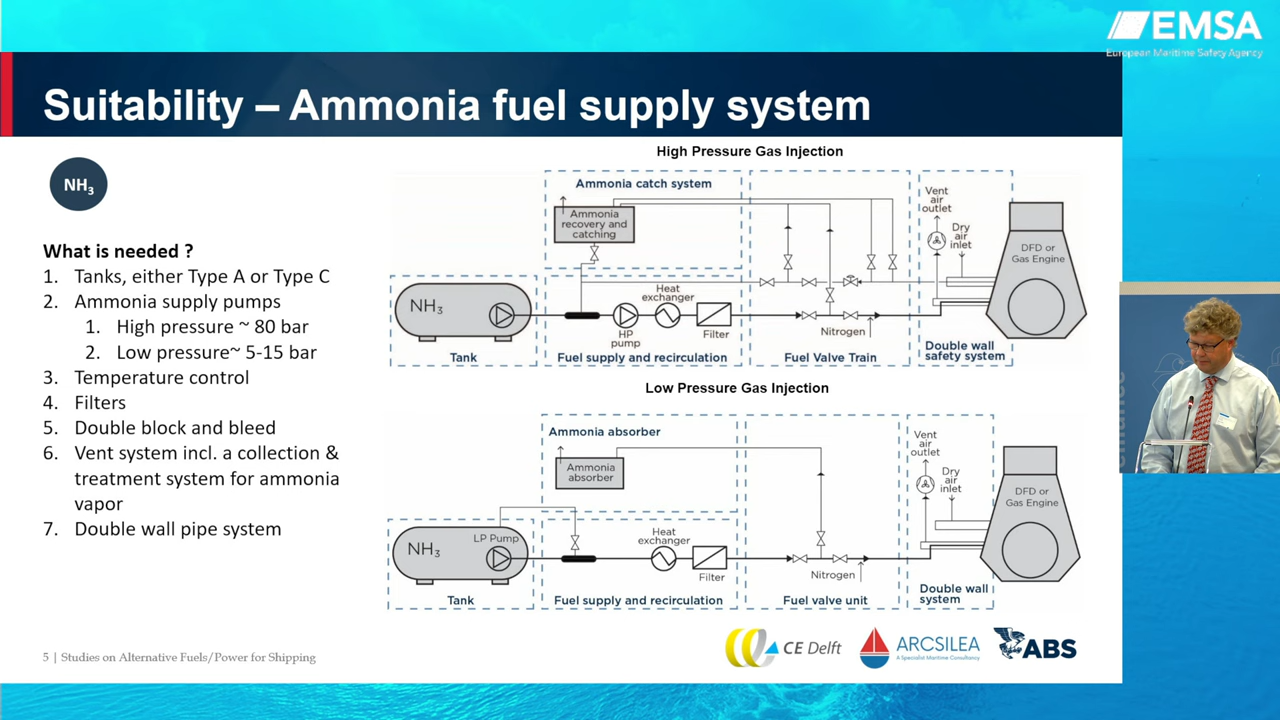 EMSA
European Maritime Safety Agency
Suitability – Ammonia fuel supply system
NH3
What is needed ?
1. Tanks, either Type A or Type C
2. Ammonia supply pumps
1. High pressure ~ 80 bar
2. Low pressure~ 5-15 bar
3. Temperature control
4. Filters
5. Double block and bleed
6. Vent system incl. a collection &
treatment system for ammonia
vapor
7. Double wall pipe system
High Pressure Gas Injection
Ammonia catch system
Ammonia
recovery and
catching
NH3
Tank
HP
pump
Heat
exchanger
Filter
Fuel supply and recirculation
Nitrogen
Fuel Valve Train
Vent
air
outlet
Dry
air
inlet
Double wall
safety system
DFD or
Gas Engine
Low Pressure Gas Injection
Ammonia absorber
Ammonia
absorber
NH3
LP Pump
Tank
Heat
exchanger
Filter
Fuel supply and recirculation
Nitrogen
Fuel valve unit
Vent
air
outlet
Dry
air
inlet
Double wall
system
DFD or
Gas Engine
5 | Studies on Alternative Fuels/Power for Shipping
CE Delft
ARCSILEA
A Specialist Maritime Consultancy
ABS